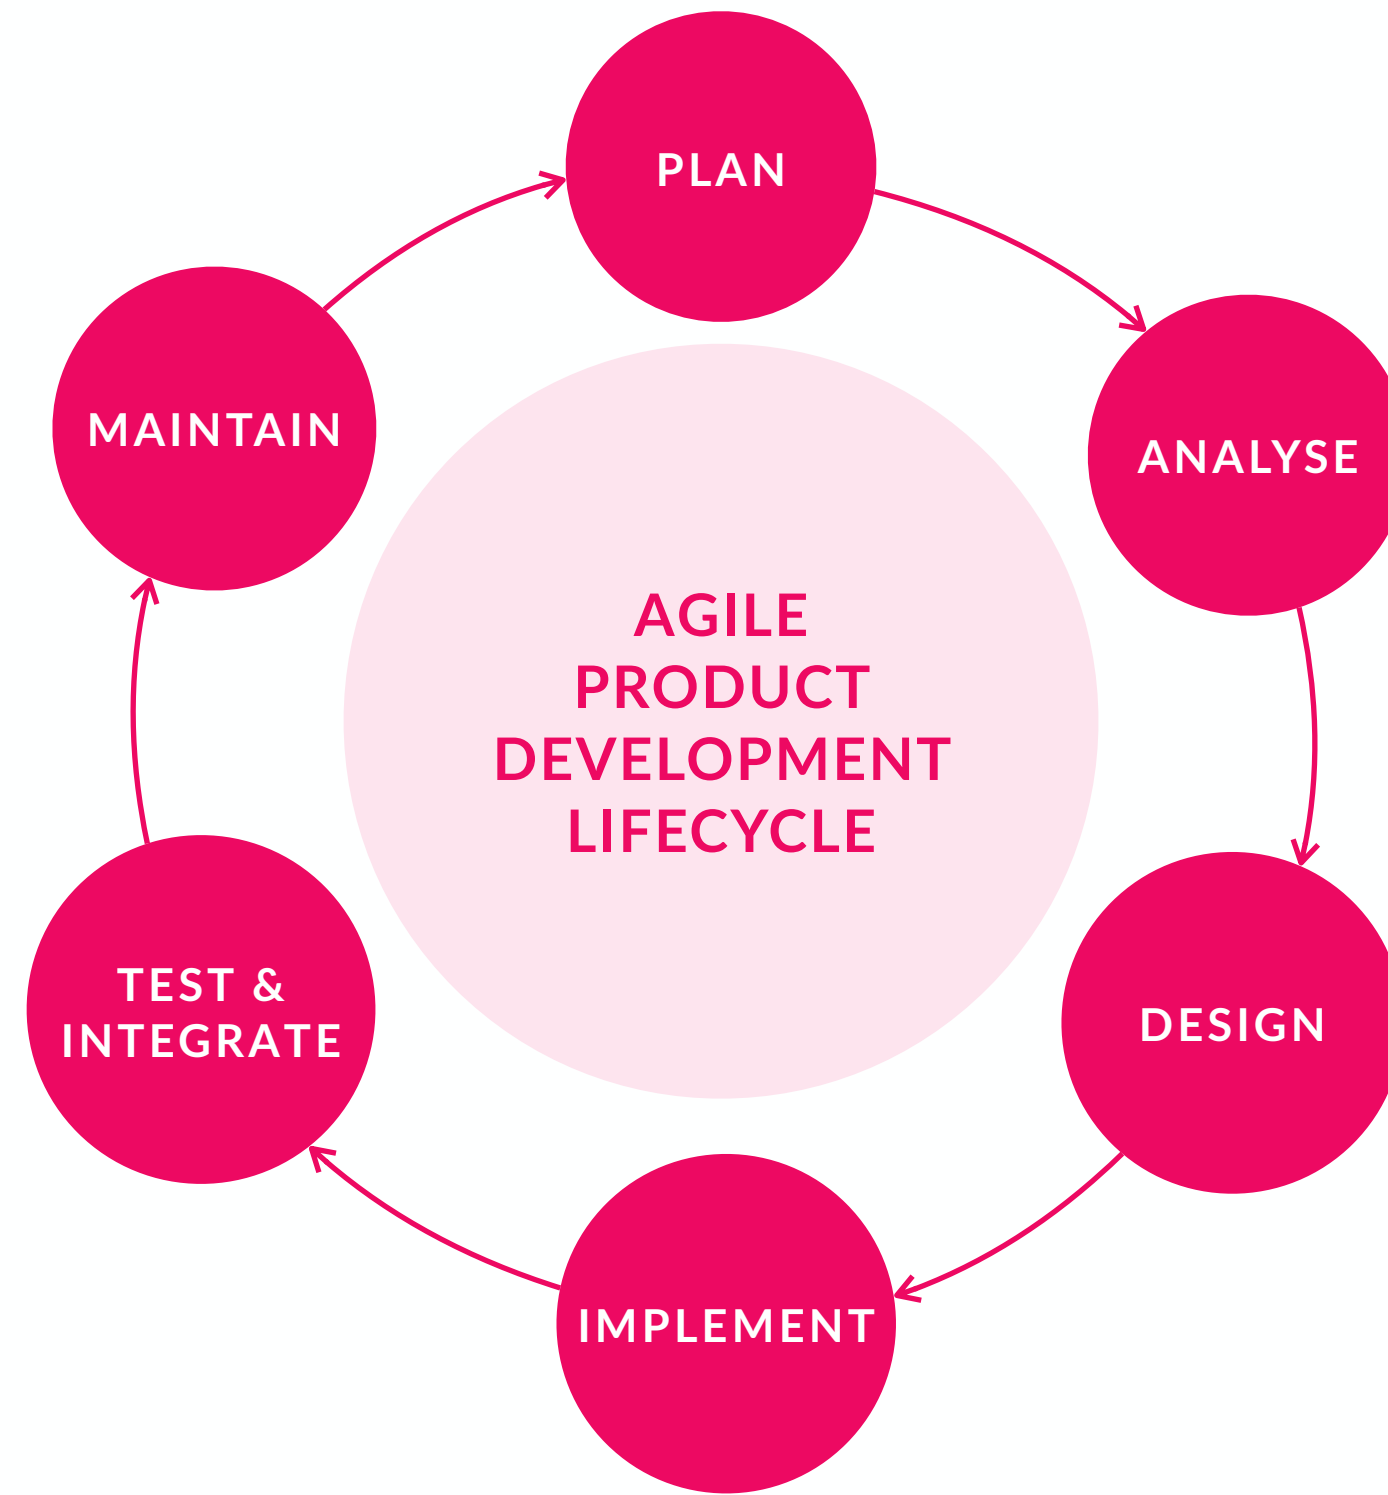 PLAN
ANALYSE
DESIGN
IMPLEMENT
TEST &
INTEGRATE
MAINTAIN
AGILE
PRODUCT
DEVELOPMENT
LIFECYCLE